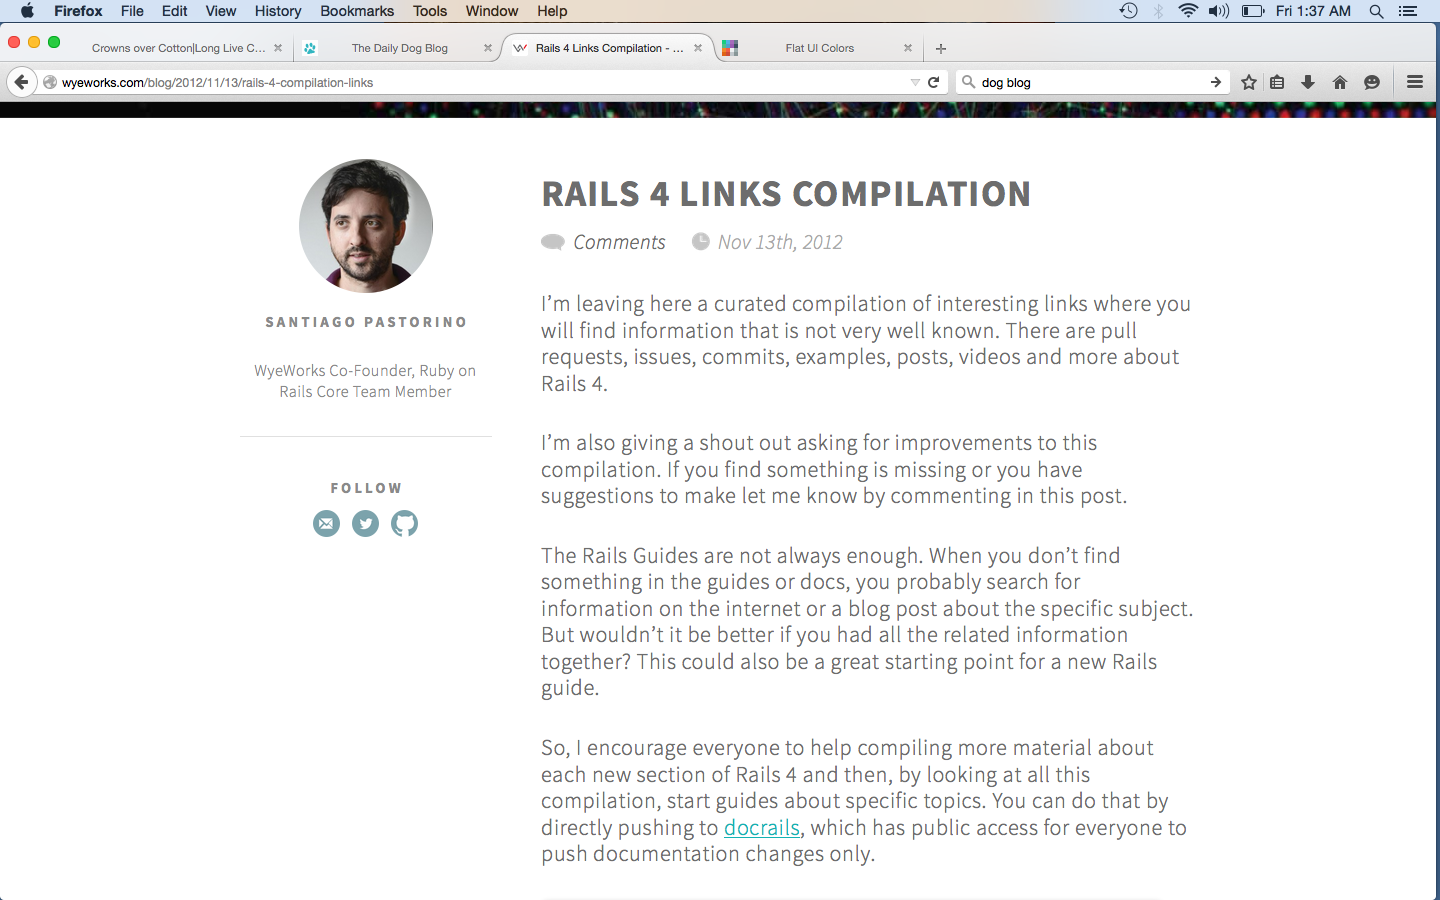 Firefox File Edit View History Bookmarks Tools Window Help Fri 1:37 AM
Crowns over Cotton|Long Live C... The Daily Dog Blog Rails 4 Links Compilation - ... Flat UI Colors
wyeworks.com/blog/2012/11/13/rails-4-compilation-links dog blog
SANTIAGO PASTORINO
WyeWorks Co-Founder, Ruby on
Rails Core Team Member
FOLLOW
RAILS 4 LINKS COMPILATION
Comments Nov 13th, 2012
I’m leaving here a curated compilation of interesting links where you
will find information that is not very well known. There are pull
requests, issues, commits, examples, posts, videos and more about
Rails 4.
I’m also giving a shout out asking for improvements to this
compilation. If you find something is missing or you have
suggestions to make let me know by commenting in this post.
The Rails Guides are not always enough. When you don’t find
something in the guides or docs, you probably search for
information on the internet or a blog post about the specific subject.
But wouldn’t it be better if you had all the related information
together? This could also be a great starting point for a new Rails
guide.
So, I encourage everyone to help compiling more material about
each new section of Rails 4 and then, by looking at all this
compilation, start guides about specific topics. You can do that by
directly pushing to docrails, which has public access for everyone to
push documentation changes only.